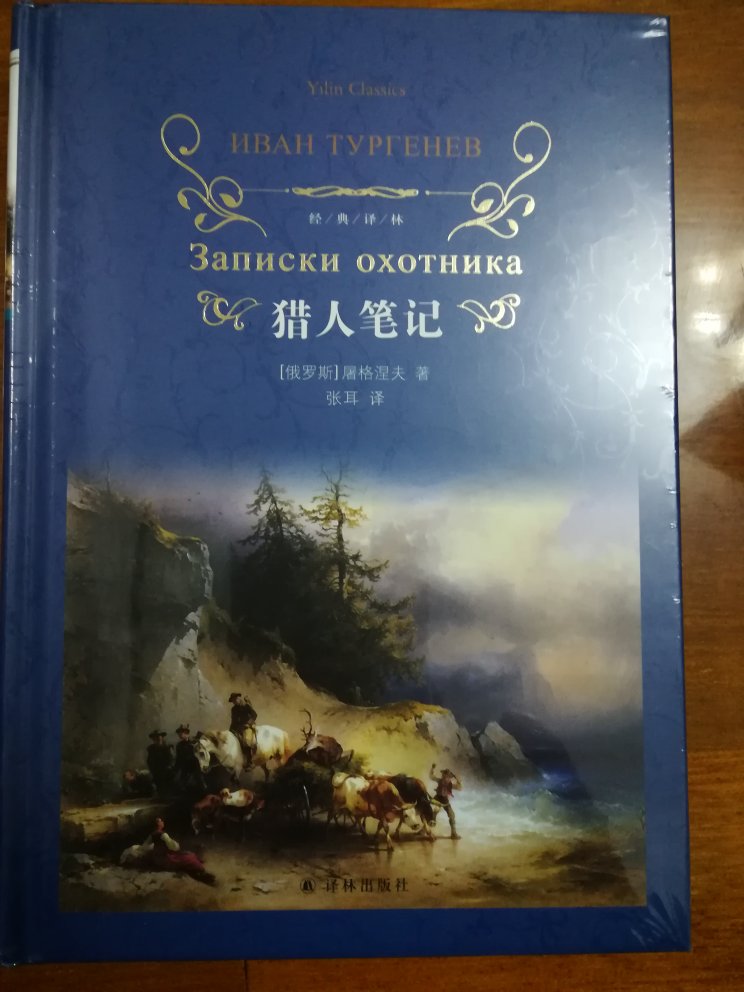 Yilin Classics
ИВАН ТУРГЕНЕВ
经/典/译/林
Записки охотника
猎人笔记
[俄罗斯]屠格涅夫 著
张耳 译
译林出版社